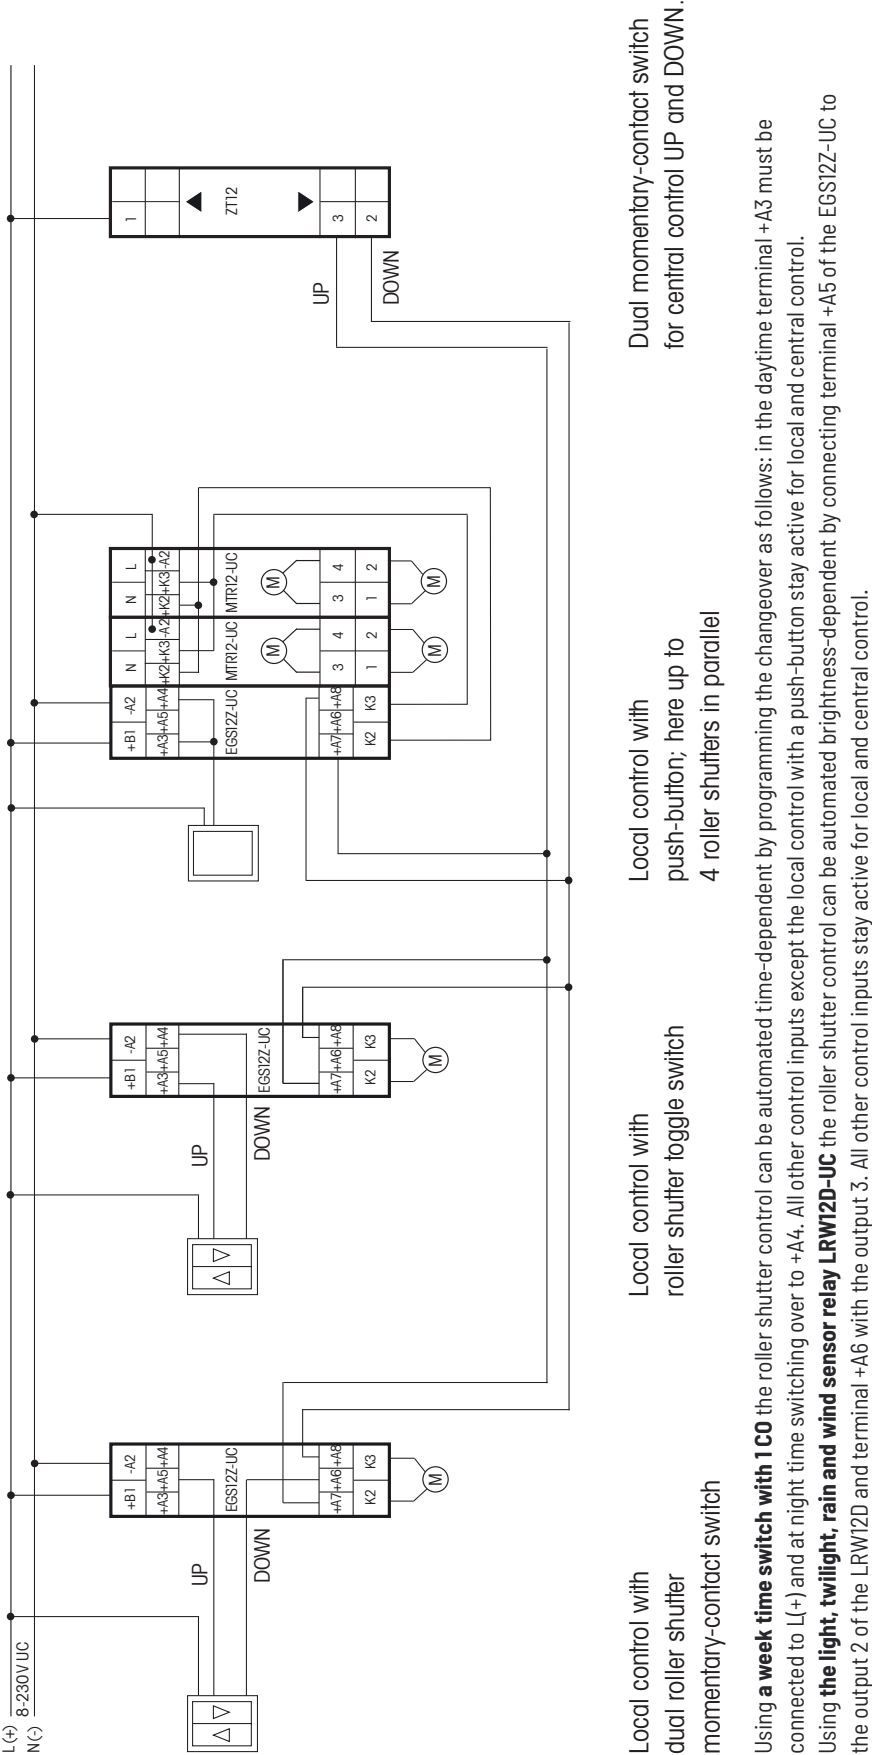 L(+)
8-230V UC
N(-)
+B1 -A2
+A3+A5+A4
EGS12Z-UC
+A7+A6+A8
K2 K3
M
UP
DOWN
Local control with
dual roller shutter
momentary-contact switch
+B1 -A2
+A3+A5+A4
EGS12Z-UC
+A7+A6+A8
K2 K3
M
UP
DOWN
Local control with
roller shutter toggle switch
+B1 -A2
+A3+A5+A4
EGS12Z-UC
+A7+A6+A8
K2 K3
N L
+K2+K3-A2
MTR12-UC
M
3 4
1 2
M
N L
+K2+K3-A2
MTR12-UC
M
3 4
1 2
M
Local control with
push-button; here up to
4 roller shutters in parallel
1
ZT12
3
2
UP
DOWN
Dual momentary-contact switch
for central control UP and DOWN.
Using a week time switch with 1 CO the roller shutter control can be automated time-dependent by programming the changeover as follows: in the daytime terminal +A3 must be
connected to L(+) and at night time switching over to +A4. All other control inputs except the local control with a push-button stay active for local and central control.
Using the light, twilight, rain and wind sensor relay LRW12D-UC the roller shutter control can be automated brightness-dependent by connecting terminal +A5 of the EGS12Z-UC to
the output 2 of the LRW12D and terminal +A6 with the output 3. All other control inputs stay active for local and central control.